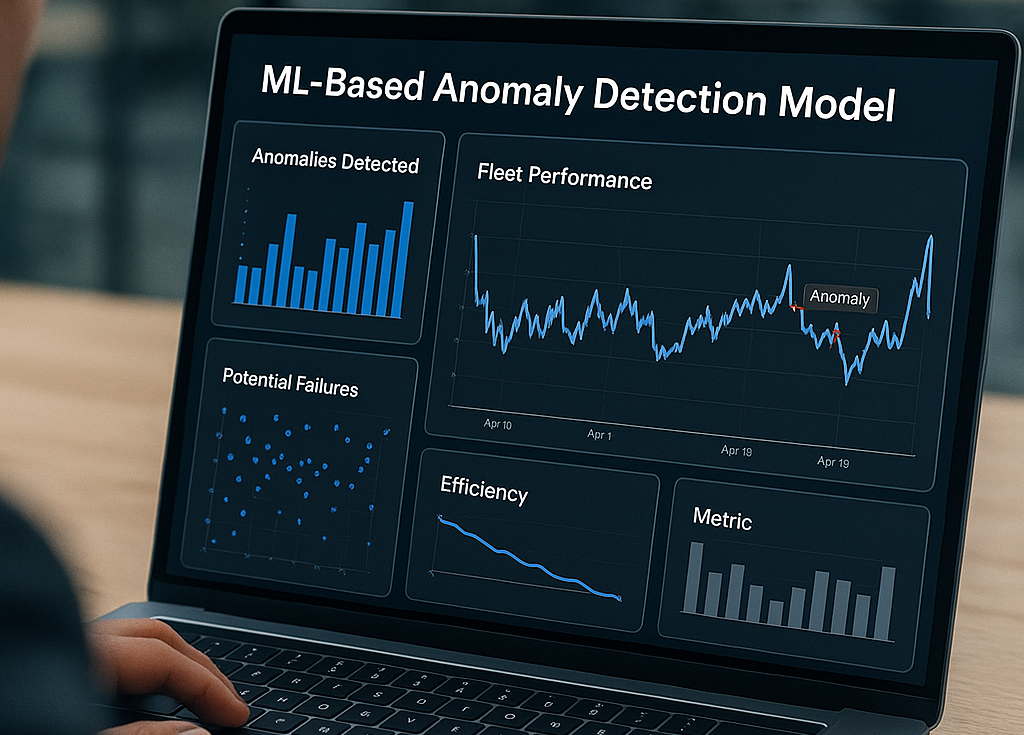 ML-Based Anomaly Detection Model
Anomalies Detected
Fleet Performance
Anomaly
Apr 10
Apr 1
Apr 19
Apr 19
Potential Failures
Efficiency
Metric